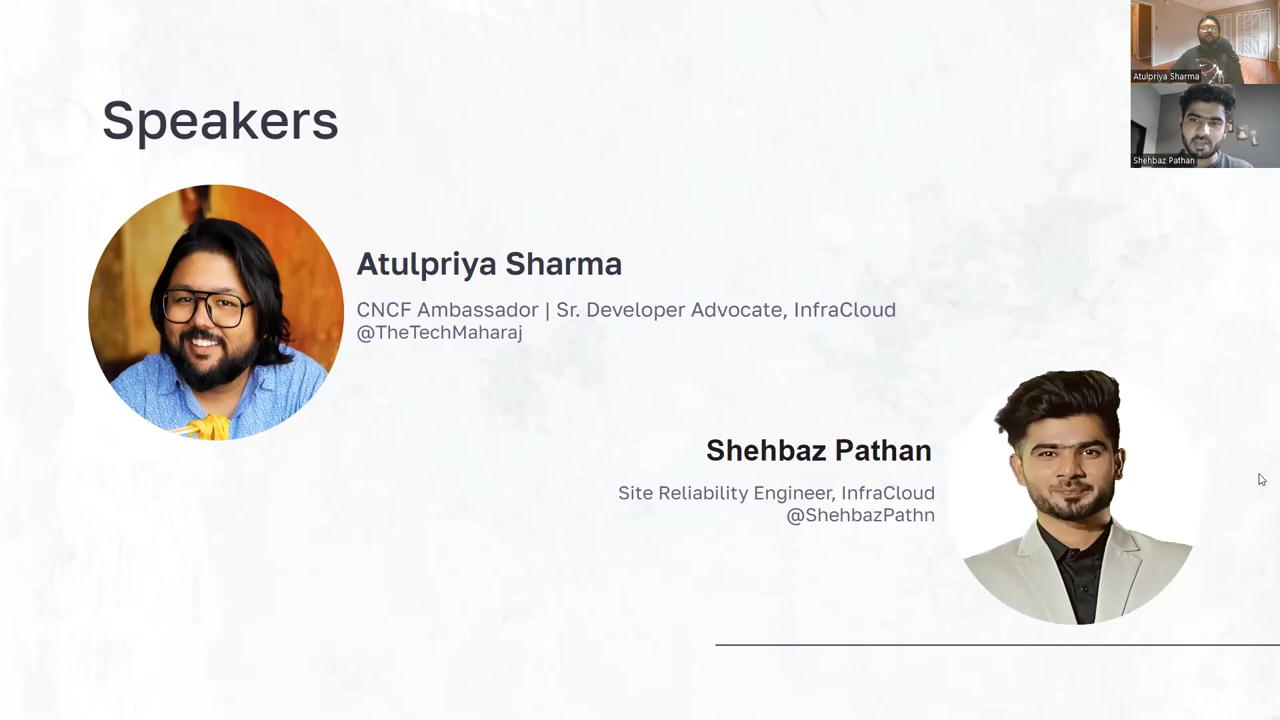 Speakers
Atulpriya Sharma
CNCF Ambassador | Sr. Developer Advocate, InfraCloud
@TheTechMaharaj
Shehbaz Pathan
Site Reliability Engineer, InfraCloud
@ShehbazPathn
Atulpriya Sharma
Shehbaz Pathan